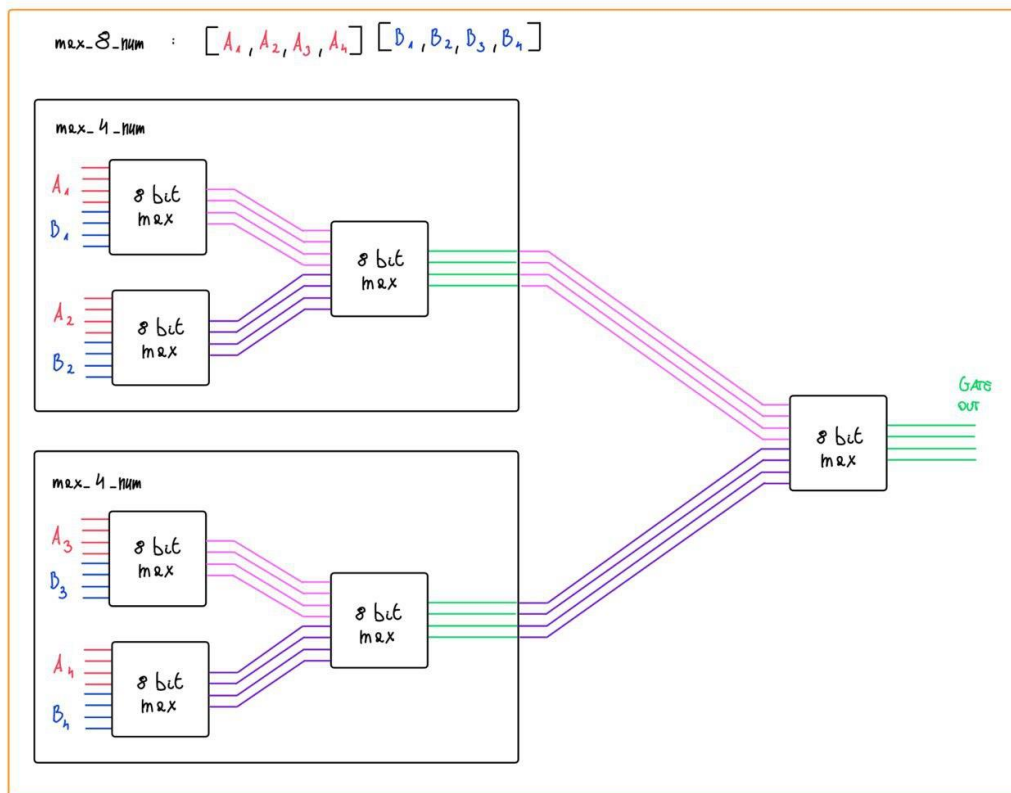 max_8_num : [A1, A2, A3, A4] [B1, B2, B3, B4]
max_4_num
A1
B1
8 bit
max
A2
B2
8 bit
max
8 bit
max
max_4_num
A3
B3
8 bit
max
A4
B4
8 bit
max
8 bit
max
8 bit
max
GATE
OUT